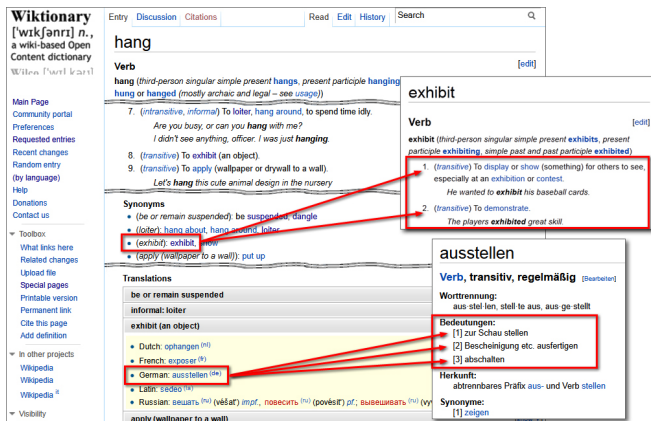 Wiktionary
['wɪkʃənri] n.,
a wiki-based Open
Content dictionary
Main Page
Community portal
Preferences
Requested entries
Recent changes
Random entry
(by language)
Help
Donations
Contact us
Toolbox
What links here
Related changes
Upload file
Special pages
Printable version
Permanent link
Cite this page
Add definition
In other projects
Wikipedia
Wikipedia
Wikipedia
Visibility
Entry Discussion Citations Read Edit History Search
hang
Verb [edit]
hang (third-person singular simple present hangs, present participle hanging
hung or hanged (mostly archaic and legal – see usage))
7. (intransitive, informal) To loiter, hang around, to spend time idly.
Are you busy, or can you hang with me?
I didn't see anything, officer. I was just hanging.
8. (transitive) To exhibit (an object).
9. (transitive) To apply (wallpaper or drywall to a wall).
Let's hang this cute animal design in the nursery
Synonyms
(be or remain suspended): be suspended, dangle
(loiter): hang about, hang around, loiter
(exhibit): exhibit, show
(apply (wallpaper to a wall)): put up
Translations
be or remain suspended
informal: loiter
exhibit (an object)
Dutch: ophangen (nl)
French: exposer (fr)
German: ausstellen (de)
Latin: sedeo (la)
Russian: вешать (ru) (véšatʹ) impf., повесить (ru) (povésitʹ) pf.; вывешивать (ru)
apply (wallpaper to a wall)
exhibit
Verb [edit]
exhibit (third-person singular simple present exhibits, present
participle exhibiting, simple past and past participle exhibited)
1. (transitive) To display or show (something) for others to see,
especially at an exhibition or contest.
He wanted to exhibit his baseball cards.
2. (transitive) To demonstrate.
The players exhibited great skill.
ausstellen
Verb, transitiv, regelmäßig [Bearbeiten]
Worttrennung:
aus·stel·len, stell·te aus, aus·ge·stellt
Bedeutungen:
[1] zur Schau stellen
[2] Bescheinigung etc. ausfertigen
[3] abschalten
Herkunft:
abtrennbares Präfix aus- und Verb stellen
Synonyme:
[1] zeigen